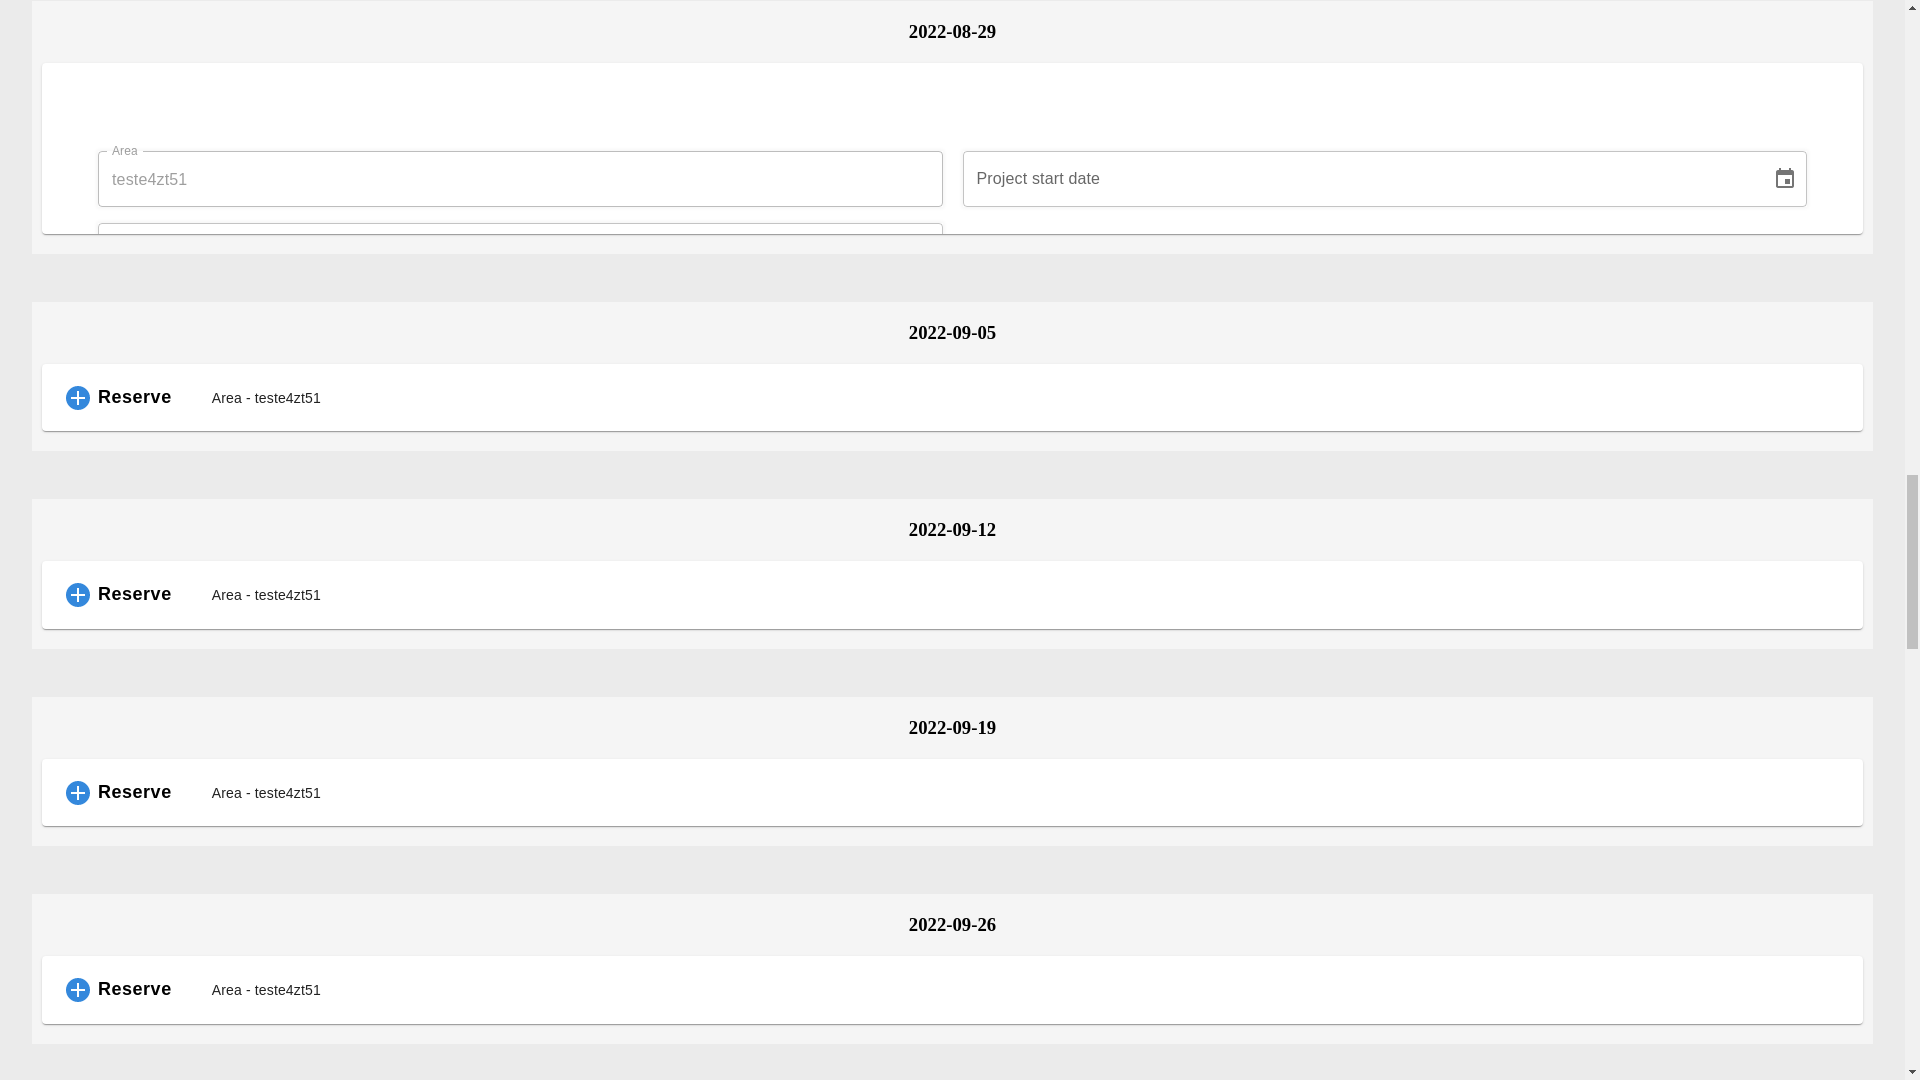 2022-08-29
Area
teste4zt51
Project start date
2022-09-05
Reserve Area - teste4zt51
2022-09-12
Reserve Area - teste4zt51
2022-09-19
Reserve Area - teste4zt51
2022-09-26
Reserve Area - teste4zt51